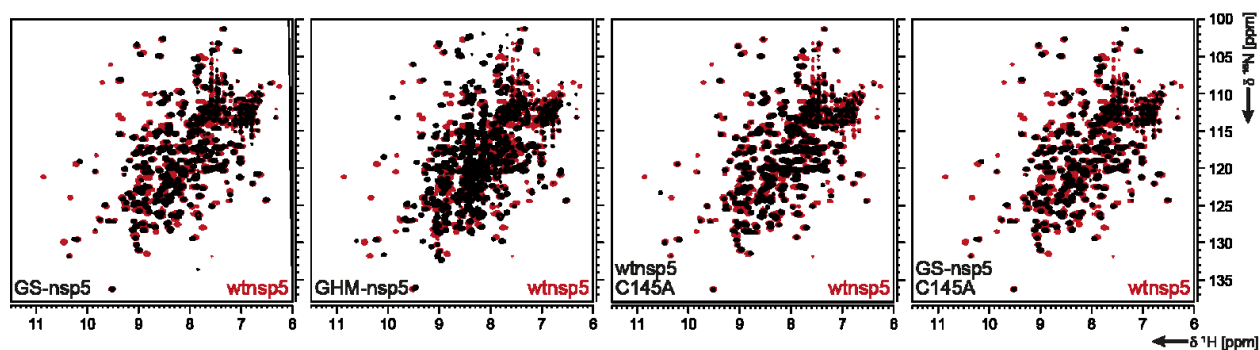 GS-nsp5 wtnsp5
GHM-nsp5 wtnsp5
wtnsp5
C145A wtnsp5
GS-nsp5
C145A wtnsp5
11 10 9 8 7 6
11 10 9 8 7 6
11 10 9 8 7 6
11 10 9 8 7 6
100
105
110
115
120
125
130
135
δ ¹⁵N [ppm]
δ ¹H [ppm]